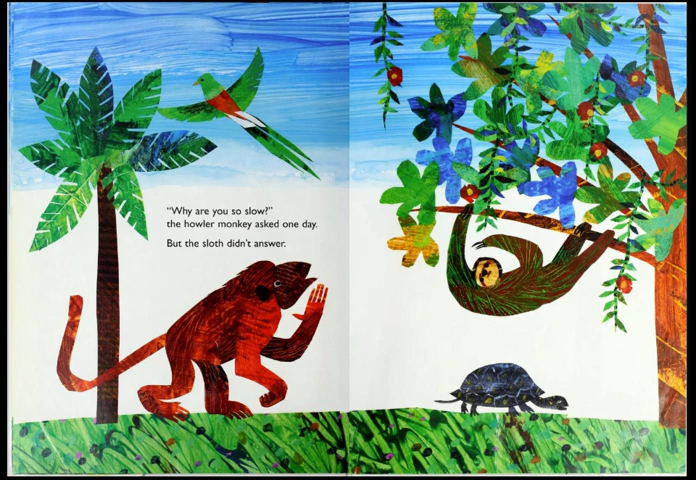 “Why are you so slow?”
the howler monkey asked one day.
But the sloth didn’t answer.